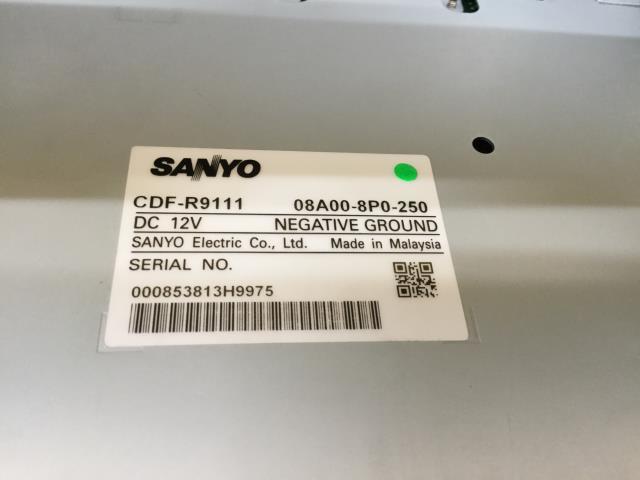 SANYO
CDF-R9111 08A00-8P0-250
DC 12V NEGATIVE GROUND
SANYO Electric Co., Ltd. Made in Malaysia
SERIAL NO.
000853813H9975